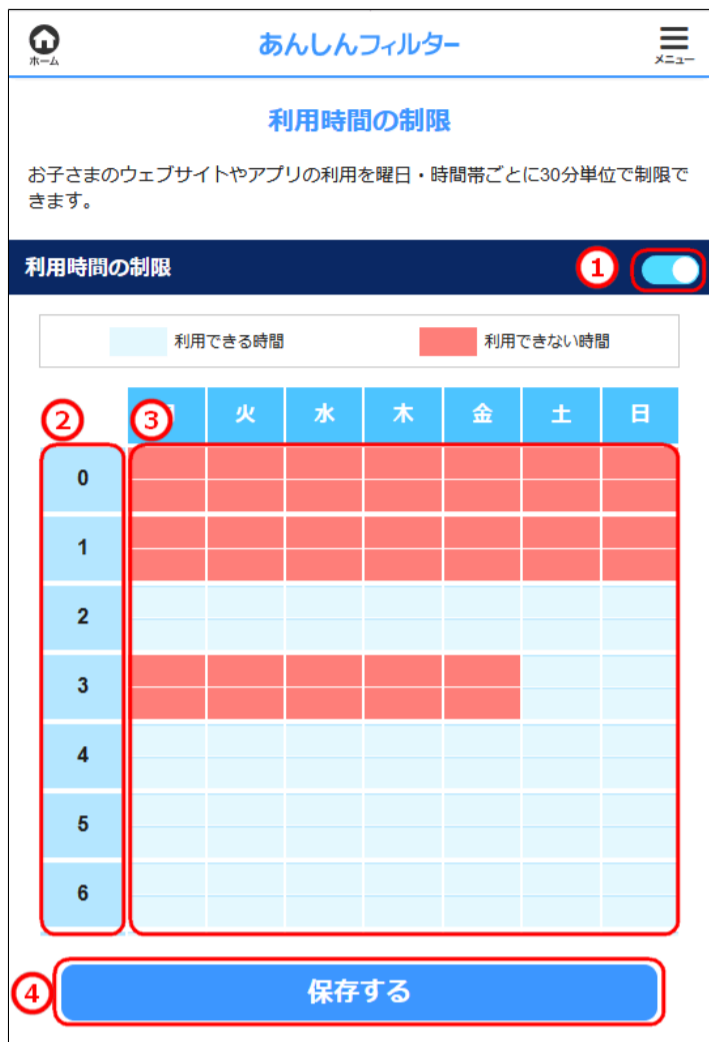 ホーム
あんしんフィルター
メニュー
利用時間の制限
お子さまのウェブサイトやアプリの利用を曜日・時間帯ごとに30分単位で制限で
きます。
利用時間の制限
1
利用できる時間 利用できない時間
2 3 火 水 木 金 土 日
0
1
2
3
4
5
6
4 保存する